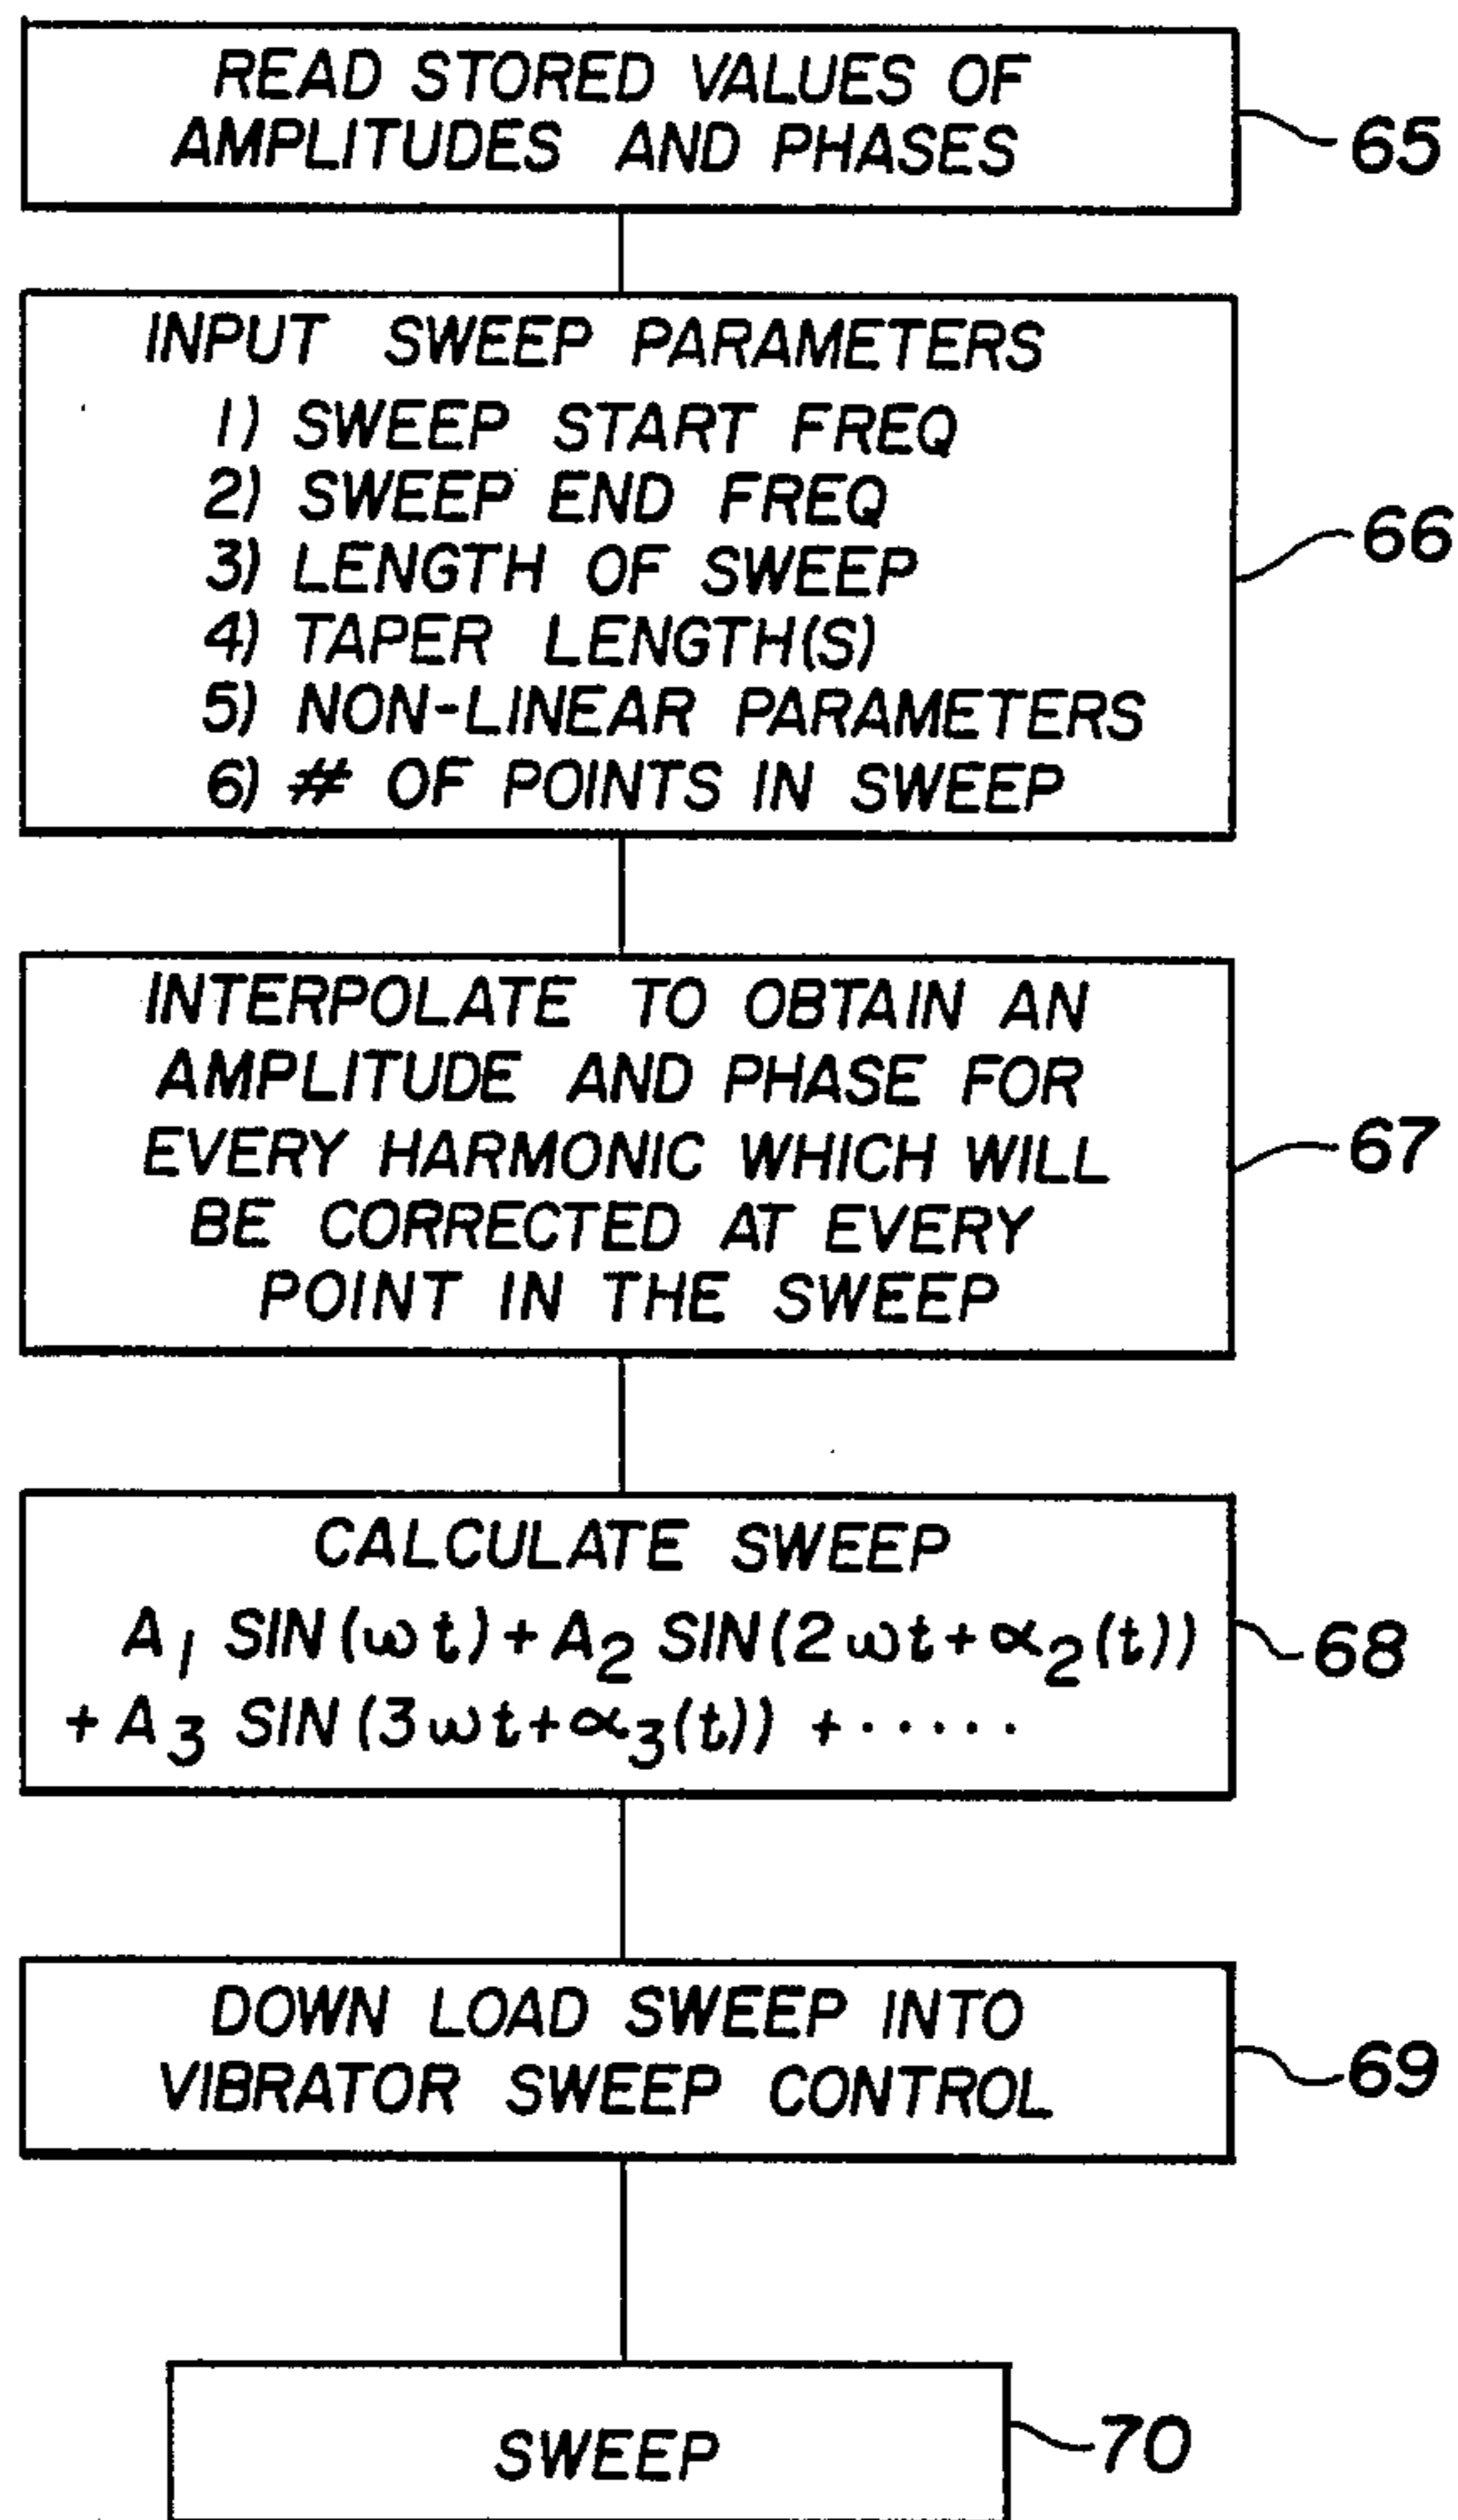 READ STORED VALUES OF
AMPLITUDES AND PHASES
65
INPUT SWEEP PARAMETERS
1) SWEEP START FREQ
2) SWEEP END FREQ
3) LENGTH OF SWEEP
4) TAPER LENGTH(S)
5) NON-LINEAR PARAMETERS
6) # OF POINTS IN SWEEP
66
INTERPOLATE TO OBTAIN AN
AMPLITUDE AND PHASE FOR
EVERY HARMONIC WHICH WILL
BE CORRECTED AT EVERY
POINT IN THE SWEEP
67
CALCULATE SWEEP
A₁ SIN(ωt)+A₂ SIN(2ωt+α₂(t))
+A₃ SIN(3ωt+α₃(t)) +·····
68
DOWN LOAD SWEEP INTO
VIBRATOR SWEEP CONTROL
69
SWEEP
70